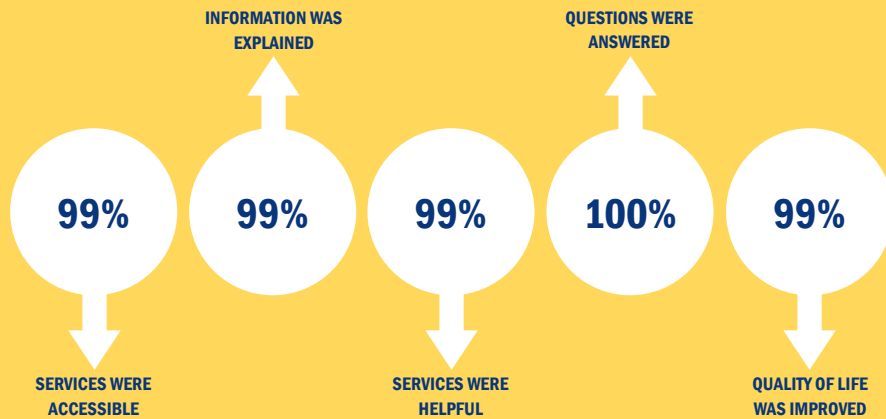 INFORMATION WAS
EXPLAINED
QUESTIONS WERE
ANSWERED
99%
99%
99%
100%
99%
SERVICES WERE
ACCESSIBLE
SERVICES WERE
HELPFUL
QUALITY OF LIFE
WAS IMPROVED